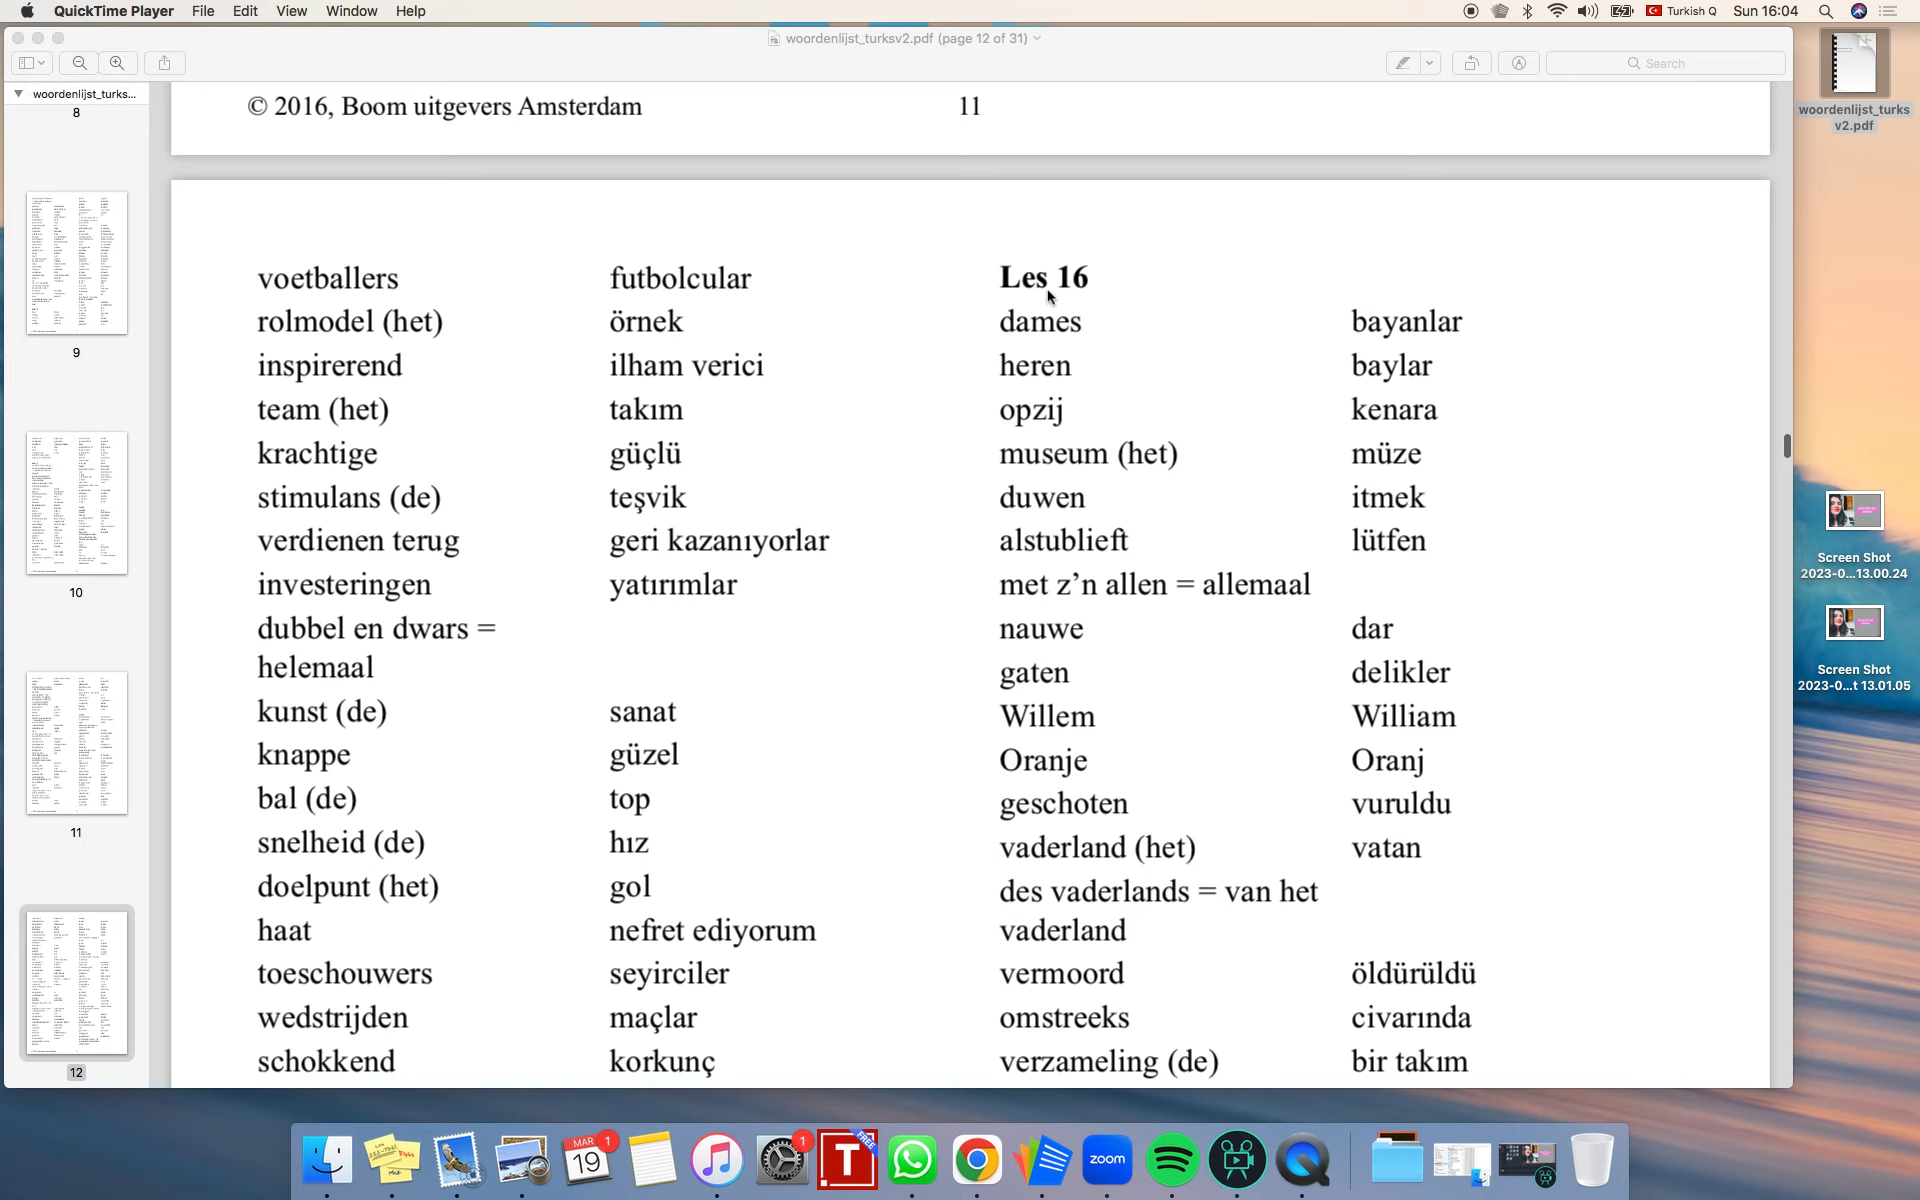 QuickTime Player File Edit View Window Help
Turkish Q Sun 16:04
woordenlijst_turksv2.pdf (page 12 of 31)
Search
woordenlijst_turks...
8
9
10
11
12
© 2016, Boom uitgevers Amsterdam 11
voetballers futbolcular
rolmodel (het) örnek
inspirerend ilham verici
team (het) takım
krachtige güçlü
stimulans (de) teşvik
verdienen terug geri kazanıyorlar
investeringen yatırımlar
dubbel en dwars =
helemaal
kunst (de) sanat
knappe güzel
bal (de) top
snelheid (de) hız
doelpunt (het) gol
haat nefret ediyorum
toeschouwers seyirciler
wedstrijden maçlar
schokkend korkunç
Les 16
dames bayanlar
heren baylar
opzij kenara
museum (het) müze
duwen itmek
alstublieft lütfen
met z’n allen = allemaal
nauwe dar
gaten delikler
Willem William
Oranje Oranj
geschoten vuruldu
vaderland (het) vatan
des vaderlands = van het
vaderland
vermoord öldürüldü
omstreeks civarında
verzameling (de) bir takım
woordenlijst_turks
v2.pdf
Screen Shot
2023-0...13.00.24
Screen Shot
2023-0...t 13.01.05
MAR
19
1
1
T
FREE
zoom